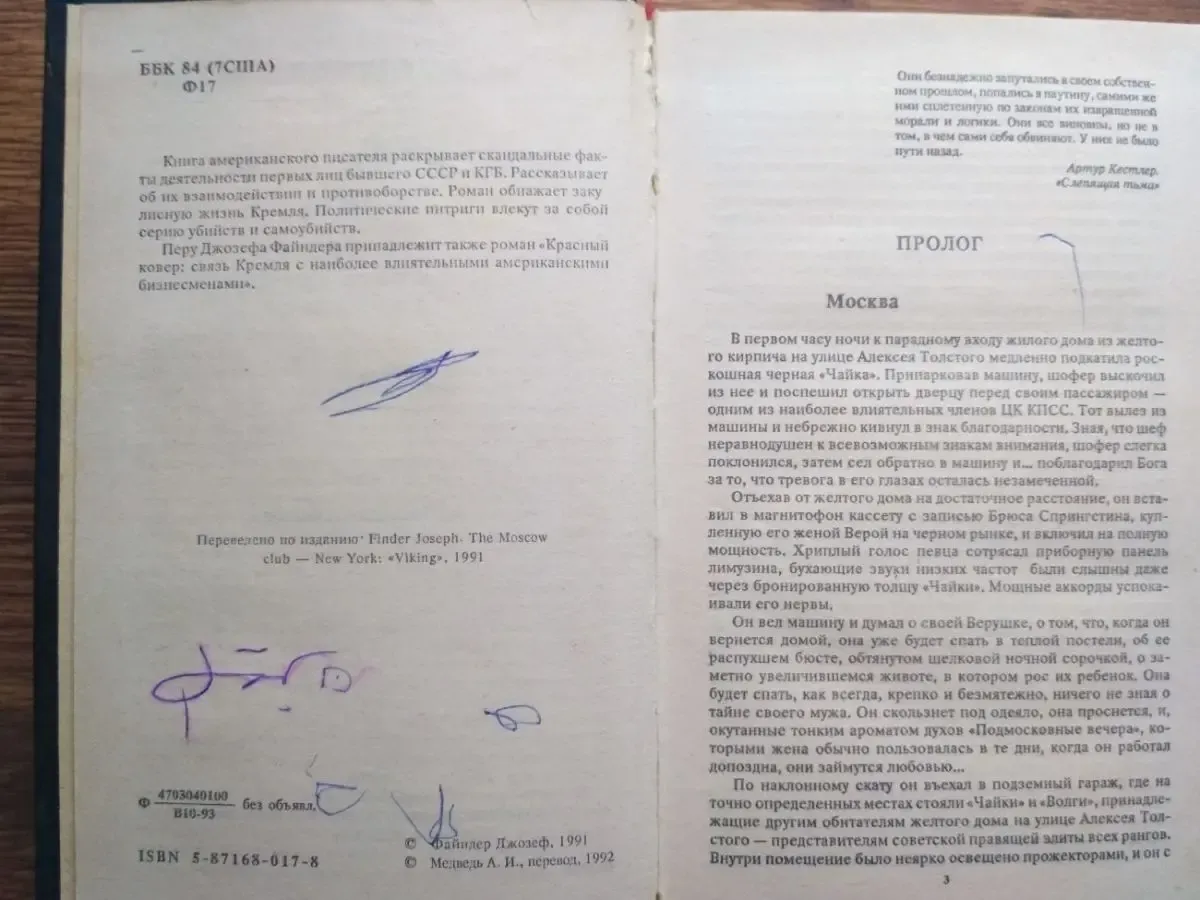 ББК 84 (7США)
Ф17
Книга американского писателя раскрывает скандальные фак-
ты деятельности первых лиц бывшего СССР и КГБ. Рассказывает
об их взаимодействии и противоборстве. Роман обнажает заку
лисную жизнь Кремля. Политические интриги влекут за собой
серию убийств и самоубийств.
Перу Джозефа Файндера принадлежит также роман «Красный
ковер: связь Кремля с наиболее влиятельными американскими
бизнесменами».
Переведено по изданию: Finder Joseph. The Moscow
club — New York: «Viking», 1991
Ф 4703040100 без объявл.
В10-93
ISBN 5-87168-017-8
© Файндер Джозеф, 1991
© Медведь А. И., перевод, 1992
Они безнадежно запутались в своем собствен-
ном прошлом, попались в паутину, самими же
ими сплетенную по законам их извращенной
морали и логики. Они все виновны, но не в
том, в чем сами себя обвиняют. У них не было
пути назад.
Артур Кестлер.
«Слепящая тьма»
ПРОЛОГ
Москва
В первом часу ночи к парадному входу жилого дома из желто-
го кирпича на улице Алексея Толстого медленно подкатила рос-
кошная черная «Чайка». Припарковав машину, шофер выскочил
из нее и поспешил открыть дверцу перед своим пассажиром —
одним из наиболее влиятельных членов ЦК КПСС. Тот вылез из
машины и небрежно кивнул в знак благодарности. Зная, что шеф
неравнодушен к всевозможным знакам внимания, шофер слегка
поклонился, затем сел обратно в машину и... поблагодарил Бога
за то, что тревога в его глазах осталась незамеченной.
Отъехав от желтого дома на достаточное расстояние, он вста-
вил в магнитофон кассету с записью Брюса Спрингстина, куп-
ленную его женой Верой на черном рынке, и включил на полную
мощность. Хриплый голос певца сотрясал приборную панель
лимузина, бухающие звуки низких частот были слышны даже
через бронированную толщу «Чайки». Мощные аккорды успока-
ивали его нервы.
Он вел машину и думал о своей Верушке, о том, что, когда он
вернется домой, она уже будет спать в теплой постели, об ее
распухшем бюсте, обтянутом шелковой ночной сорочкой, о за-
метно увеличившемся животе, в котором рос их ребенок. Она
будет спать, как всегда, крепко и безмятежно, ничего не зная о
тайне своего мужа. Он скользнет под одеяло, она проснется, и,
окутанные тонким ароматом духов «Подмосковные вечера», ко-
торыми жена обычно пользовалась в те дни, когда он работал
допоздна, они займутся любовью...
По наклонному скату он въехал в подземный гараж, где на
точно определенных местах стояли «Чайки» и «Волги», принадле-
жащие другим обитателям желтого дома на улице Алексея Тол-
стого — представителям советской правящей элиты всех рангов.
Внутри помещение было неярко освещено прожекторами, и он с
3